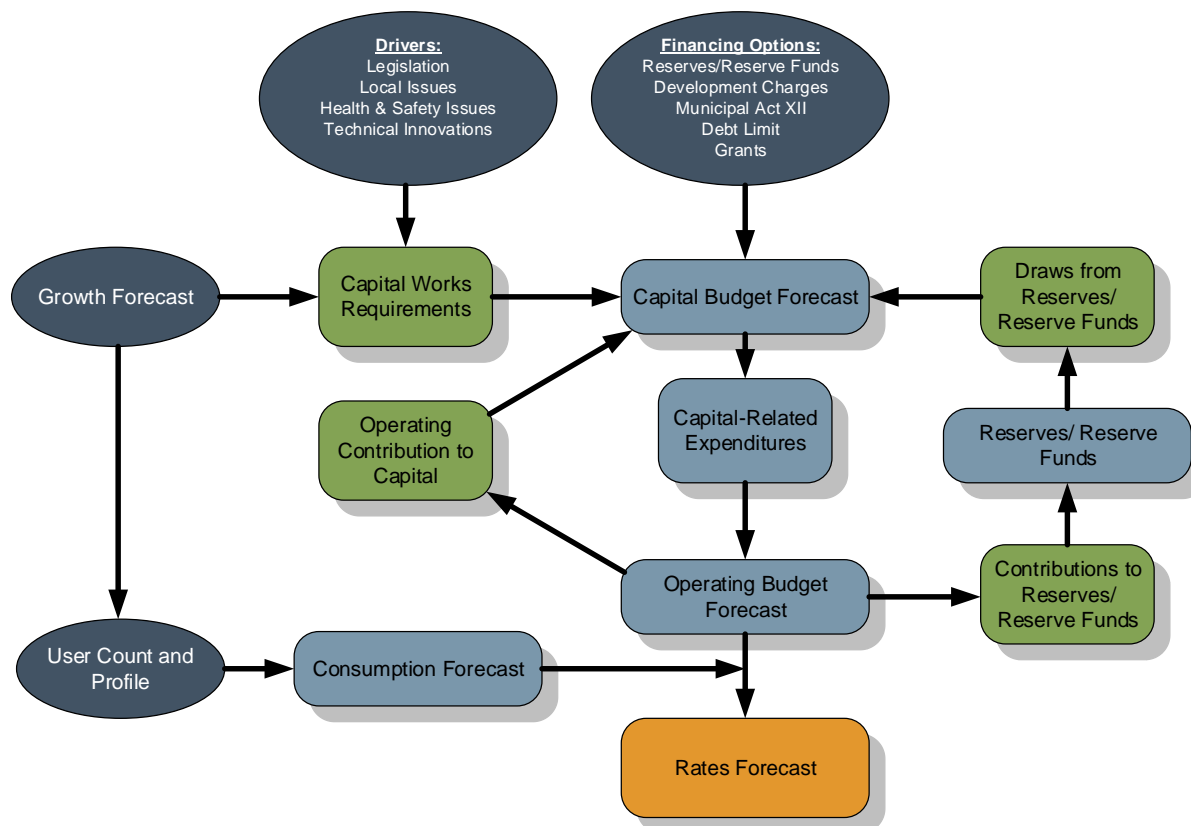 Drivers:
Legislation
Local Issues
Health & Safety Issues
Technical Innovations
Financing Options:
Reserves/Reserve Funds
Development Charges
Municipal Act XII
Debt Limit
Grants
Growth Forecast
Capital Works
Requirements
Capital Budget Forecast
Draws from
Reserves/
Reserve Funds
Operating
Contribution to
Capital
Capital-Related
Expenditures
Reserves/ Reserve
Funds
Operating Budget
Forecast
Contributions to
Reserves/
Reserve Funds
User Count and
Profile
Consumption Forecast
Rates Forecast